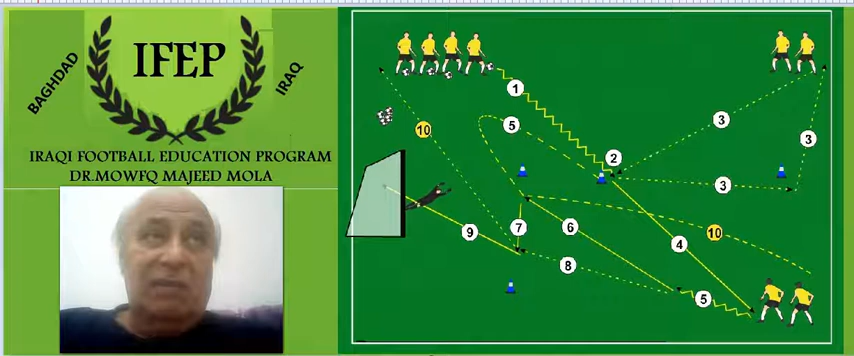 IFEP
BAGHDAD
IRAQ
IRAQI FOOTBALL EDUCATION PROGRAM
DR.MOWFQ MAJEED MOLA
1
2
3
3
3
10
5
7
6
4
10
9
8
5